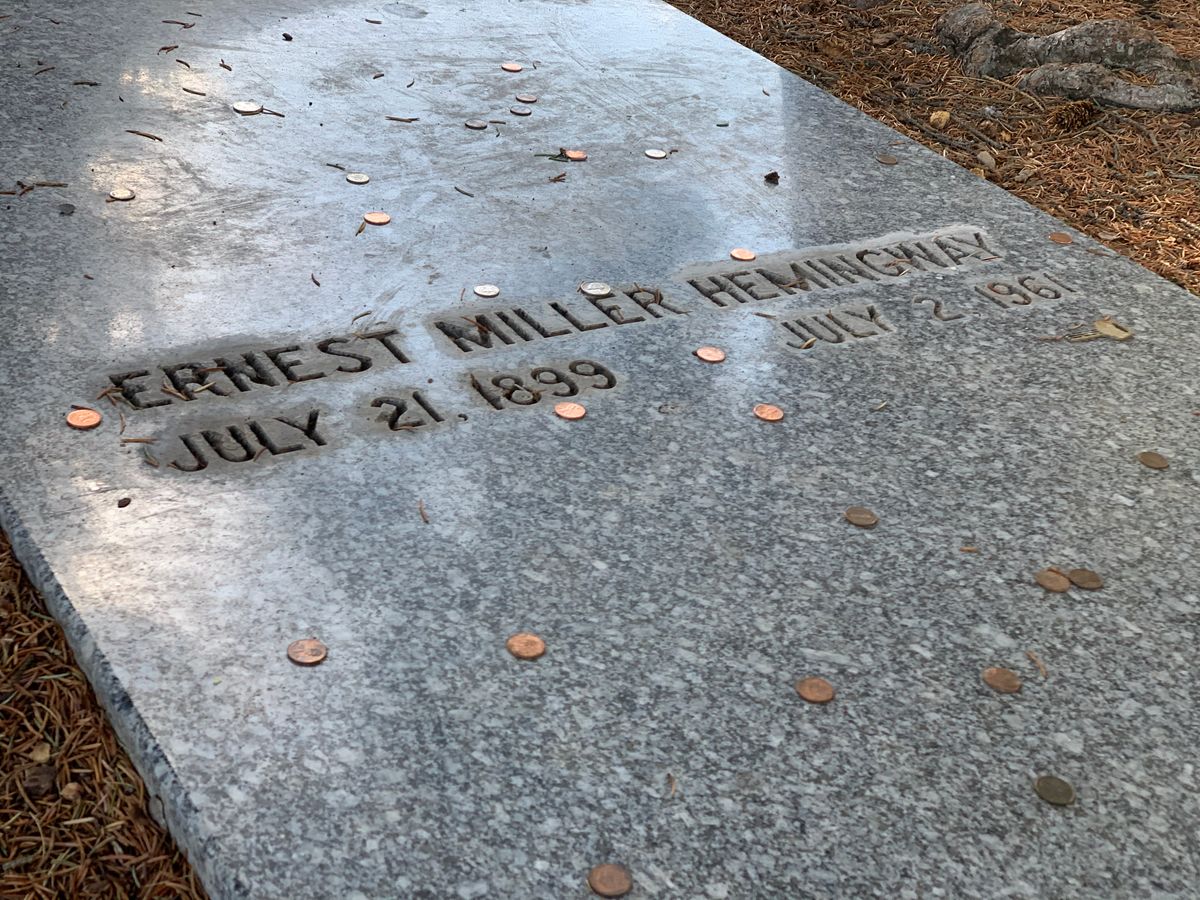 ERNEST MILLER HEMINGWAY
JULY 21, 1899 JULY 2 1961